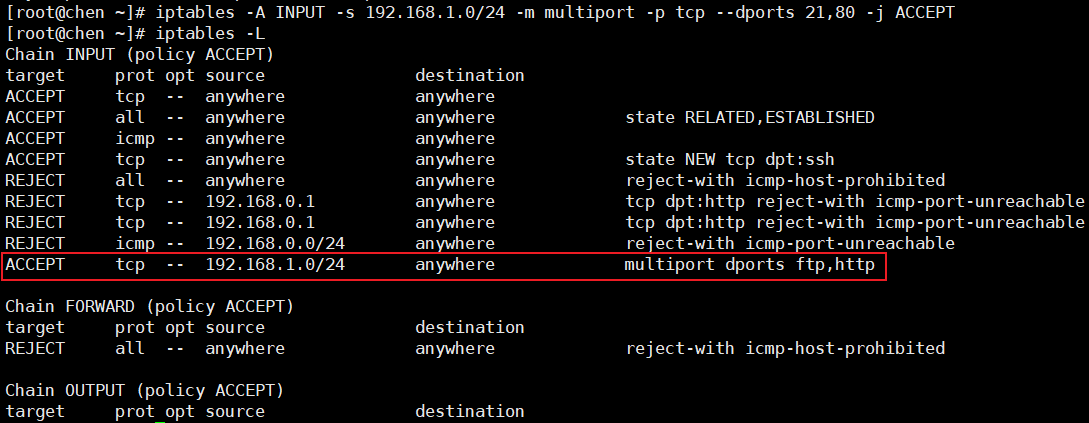 [root@chen ~]# iptables -A INPUT -s 192.168.1.0/24 -m multiport -p tcp --dports 21,80 -j ACCEPT
[root@chen ~]# iptables -L
Chain INPUT (policy ACCEPT)
target     prot opt source               destination
ACCEPT     tcp  --  anywhere             anywhere
ACCEPT     all  --  anywhere             anywhere             state RELATED,ESTABLISHED
ACCEPT     icmp --  anywhere             anywhere
ACCEPT     tcp  --  anywhere             anywhere             state NEW tcp dpt:ssh
REJECT     all  --  anywhere             anywhere             reject-with icmp-host-prohibited
REJECT     tcp  --  192.168.0.1          anywhere             tcp dpt:http reject-with icmp-port-unreachable
REJECT     tcp  --  192.168.0.1          anywhere             tcp dpt:http reject-with icmp-port-unreachable
REJECT     icmp --  192.168.0.0/24       anywhere             reject-with icmp-port-unreachable
ACCEPT     tcp  --  192.168.1.0/24       anywhere             multiport dports ftp,http

Chain FORWARD (policy ACCEPT)
target     prot opt source               destination
REJECT     all  --  anywhere             anywhere             reject-with icmp-host-prohibited

Chain OUTPUT (policy ACCEPT)
target     prot opt source               destination